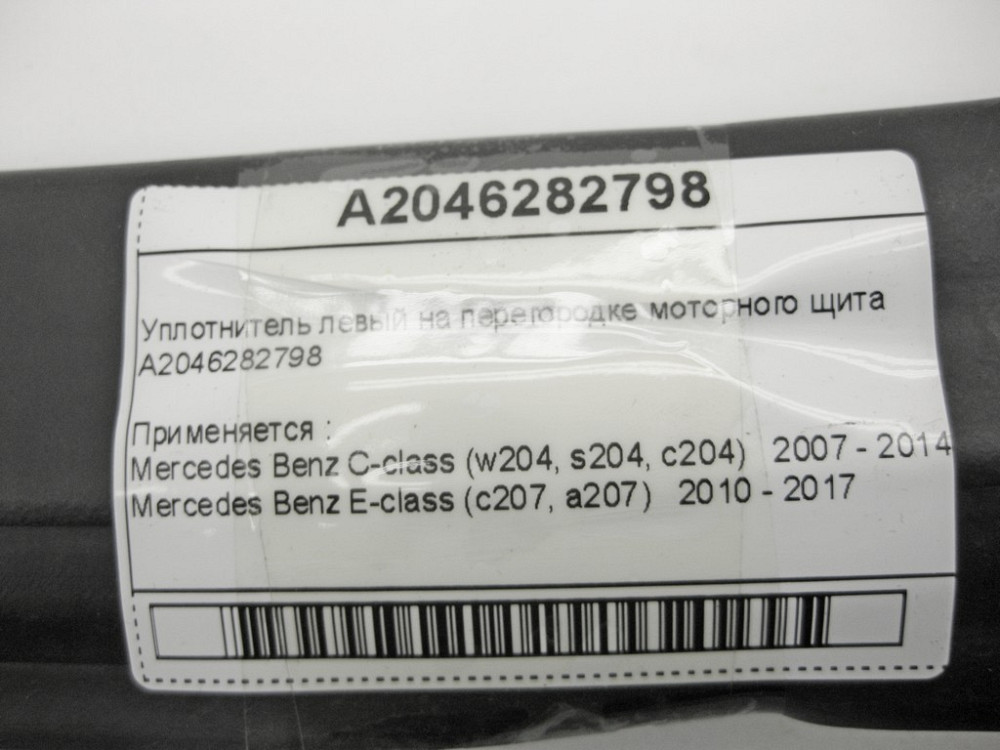 A2046282798
Уплотнитель левый на перегородке моторного щита
A2046282798
Применяется :
Mercedes Benz C-class (w204, s204, c204) 2007 - 2014
Mercedes Benz E-class (c207, a207) 2010 - 2017